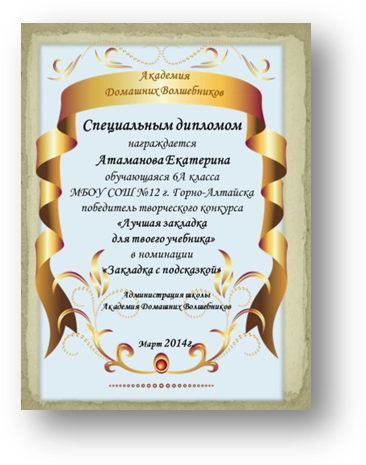 Академия
Домашних Волшебников
Специальным дипломом
награждается
Атаманова Екатерина
обучающаяся 6А класса
МБОУ СОШ №12 г. Горно-Алтайска
победитель творческого конкурса
«Лучшая закладка
для твоего учебника»
в номинации
«Закладка с подсказкой»
Администрация школы
Академия Домашних Волшебников
Март 2014г.